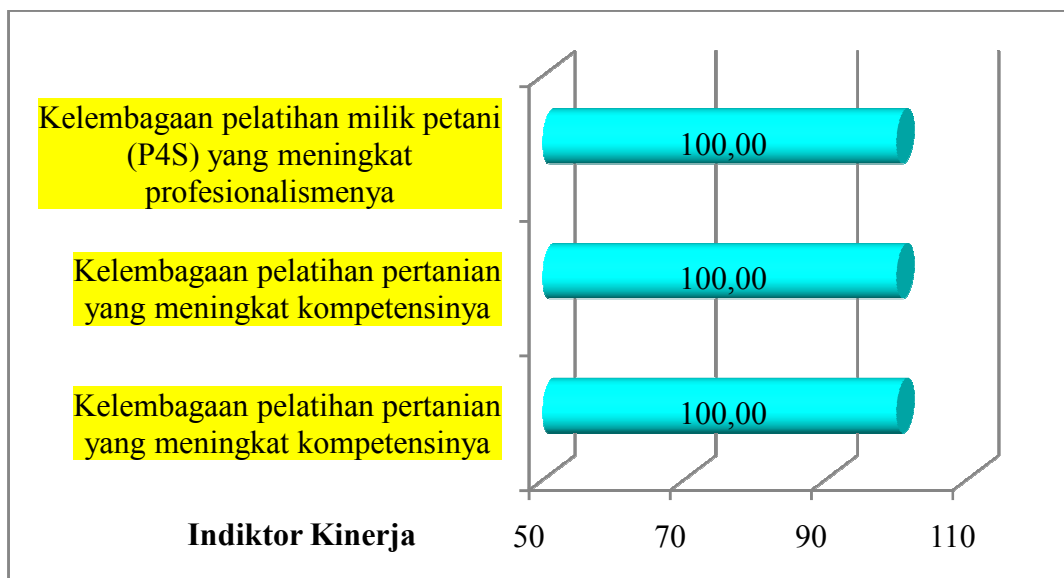 Kelembagaan pelatihan milik petani
(P4S) yang meningkat
profesionalismenya
100,00
Kelembagaan pelatihan pertanian
yang meningkat kompetensinya
100,00
Kelembagaan pelatihan pertanian
yang meningkat kompetensinya
100,00
Indiktor Kinerja
50 70 90 110